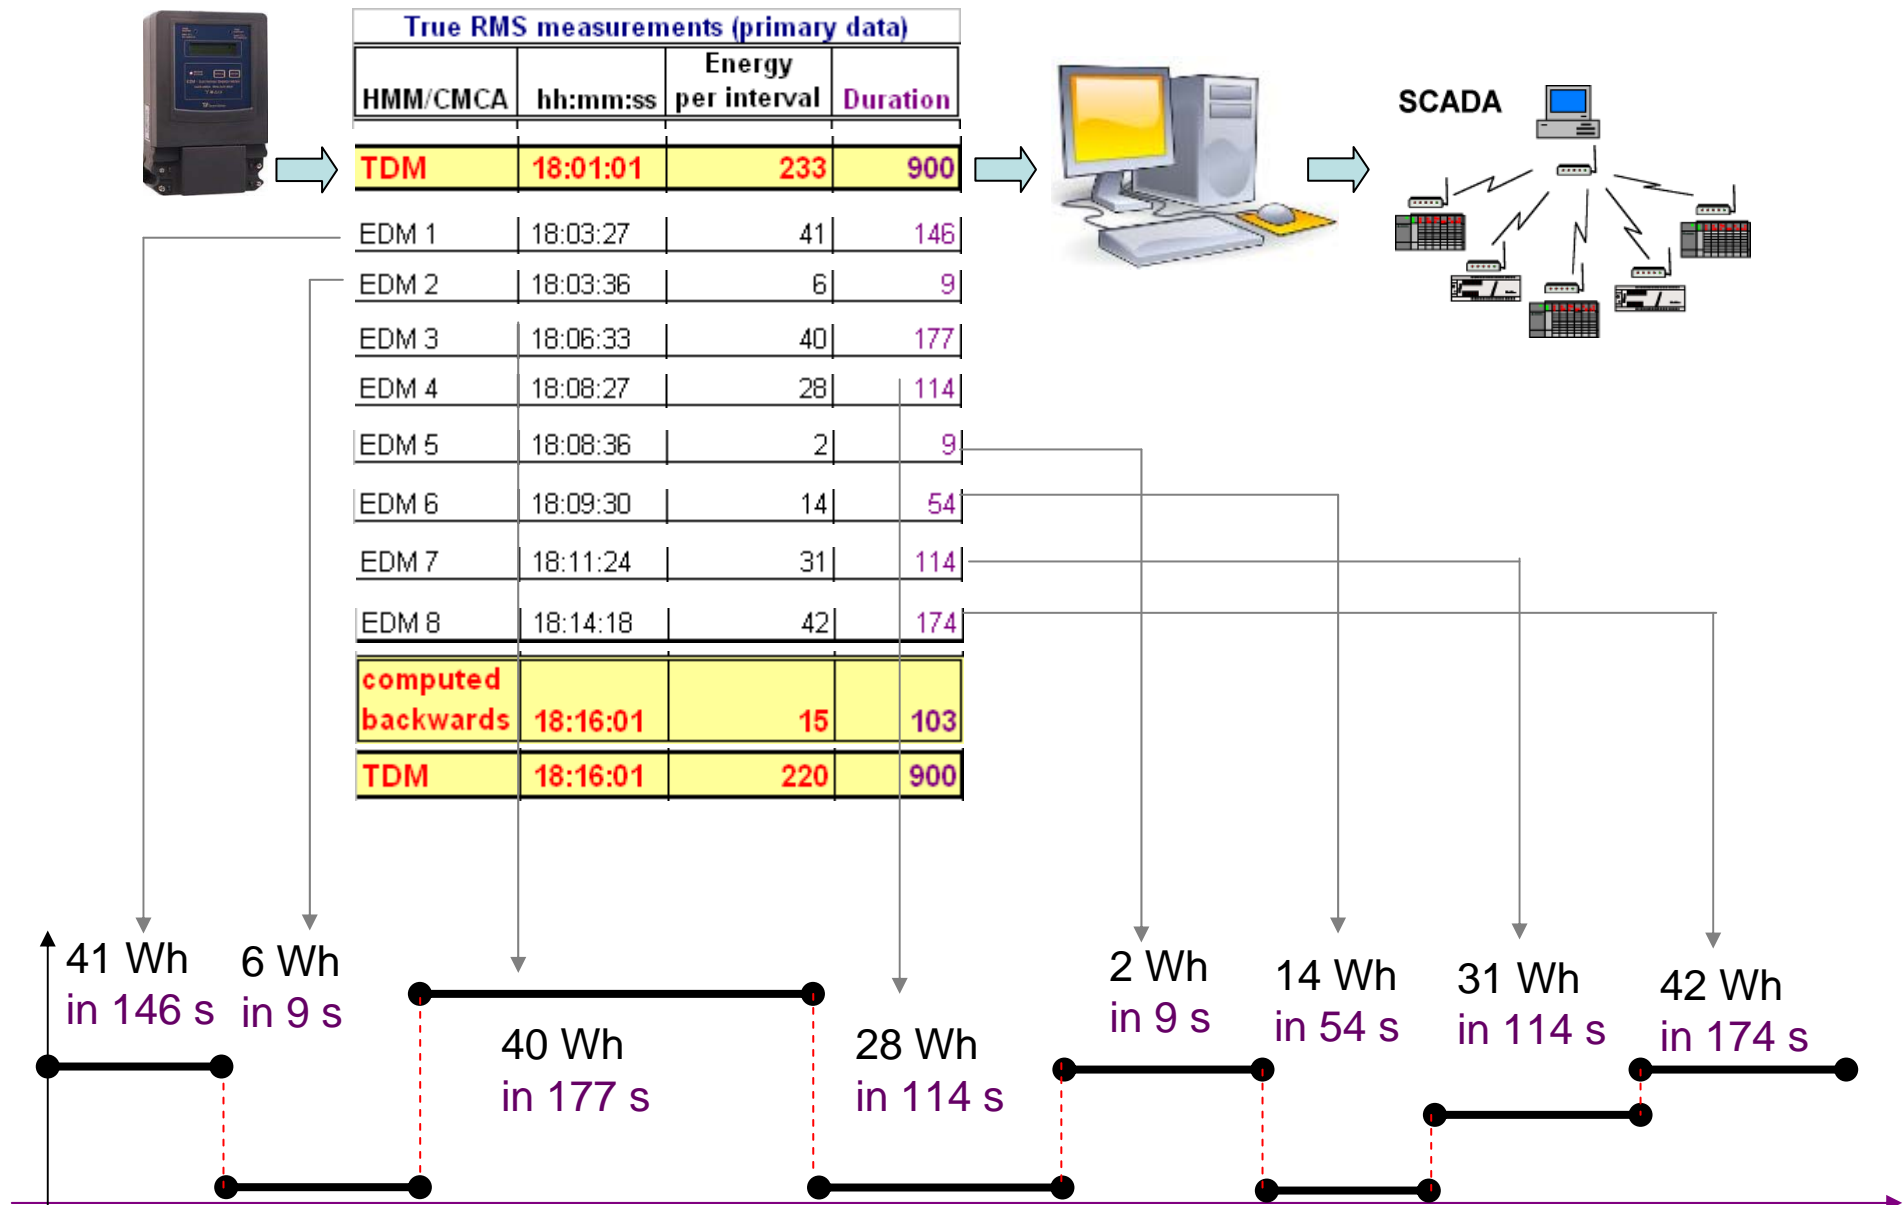 True RMS measurements (primary data)
HMM/CMCA hh:mm:ss Energy per interval Duration
TDM 18:01:01 233 900
EDM 1 18:03:27 41 146
EDM 2 18:03:36 6 9
EDM 3 18:06:33 40 177
EDM 4 18:08:27 28 114
EDM 5 18:08:36 2 9
EDM 6 18:09:30 14 54
EDM 7 18:11:24 31 114
EDM 8 18:14:18 42 174
computed backwards 18:16:01 15 103
TDM 18:16:01 220 900
SCADA
41 Wh
in 146 s
6 Wh
in 9 s
40 Wh
in 177 s
28 Wh
in 114 s
2 Wh
in 9 s
14 Wh
in 54 s
31 Wh
in 114 s
42 Wh
in 174 s